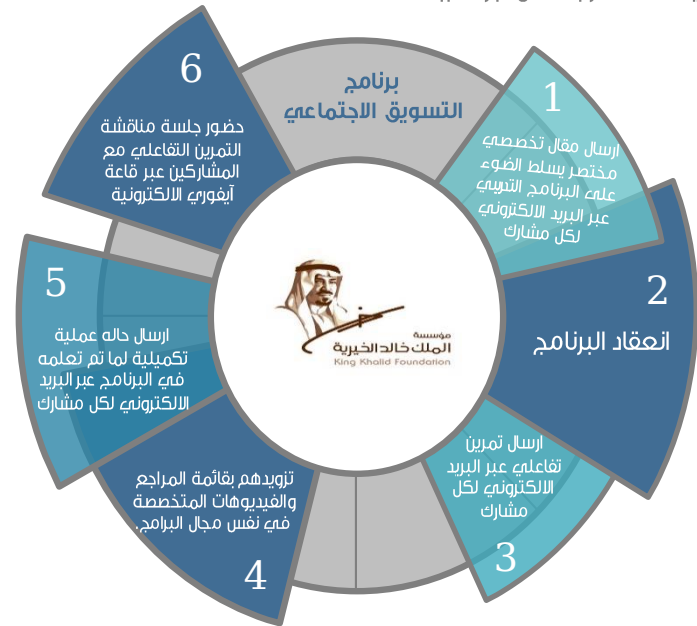 برنامج
التسويق الاجتماعي
1
ارسال مقال تخصصي
مختصر يسلط الضوء
على البرنامج التدريبي
عبر البريد الالكتروني
لكل مشارك
2
انعقاد البرنامج
ارسال تمرين
تفاعلي عبر البريد
الالكتروني لكل
مشارك
3
تزويدهم بقائمة المراجع
والفيديوهات المتخصصة
في نفس مجال البرامج.
4
5
ارسال حاله عملية
تكميلية لما تم تعلمه
في البرنامج عبر البريد
الالكتروني لكل مشارك
6
حضور جلسة مناقشة
التمرين التفاعلي مع
المشاركين عبر قاعة
آيفوري الالكترونية
مؤسسة
الملك خالد الخيرية
King Khalid Foundation